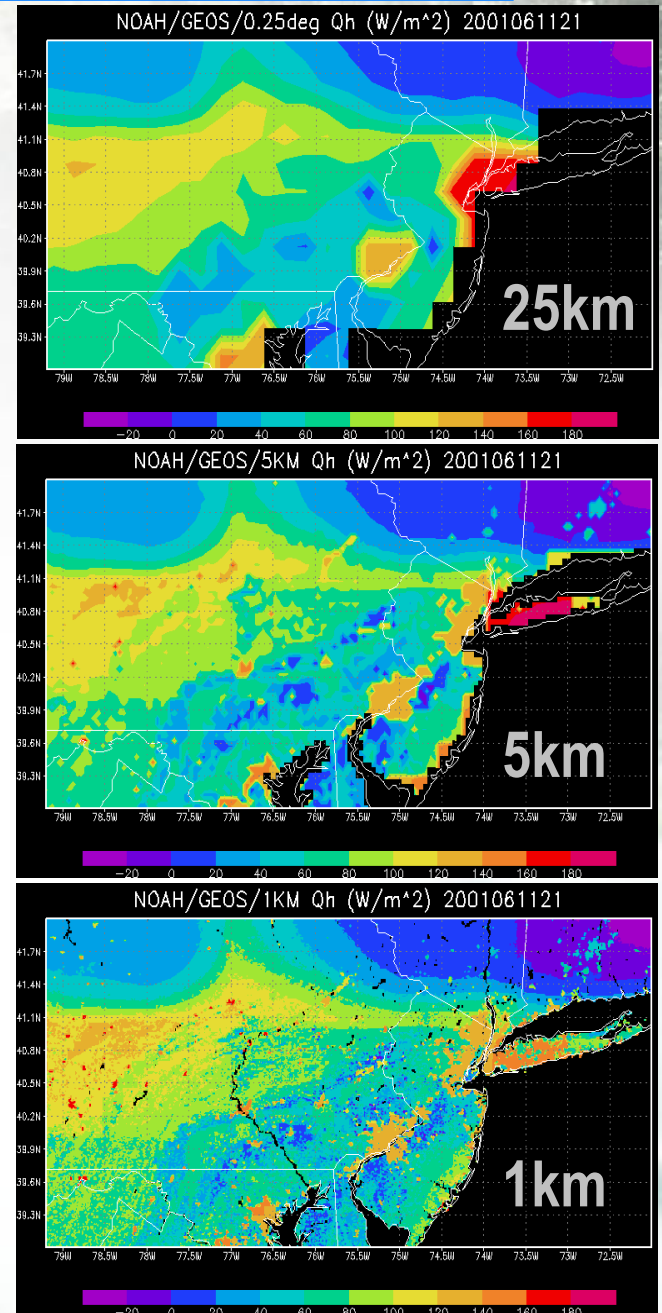 NOAH/GEOS/0.25deg Qh (W/m^2) 2001061121
41.7N
41.4N
41.1N
40.8N
40.5N
40.2N
39.9N
39.6N
39.3N
25km
79W 78.5W 78W 77.5W 77W 76.5W 76W 75.5W 75W 74.5W 74W 73.5W 73W 72.5W
-20 0 20 40 60 80 100 120 140 160 180
NOAH/GEOS/5KM Qh (W/m^2) 2001061121
41.7N
41.4N
41.1N
40.8N
40.5N
40.2N
39.9N
39.6N
39.3N
5km
79W 78.5W 78W 77.5W 77W 76.5W 76W 75.5W 75W 74.5W 74W 73.5W 73W 72.5W
-20 0 20 40 60 80 100 120 140 160 180
NOAH/GEOS/1KM Qh (W/m^2) 2001061121
41.7N
41.4N
41.1N
40.8N
40.5N
40.2N
39.9N
39.6N
39.3N
1km
79W 78.5W 78W 77.5W 77W 76.5W 76W 75.5W 75W 74.5W 74W 73.5W 73W 72.5W
-20 0 20 40 60 80 100 120 140 160 180